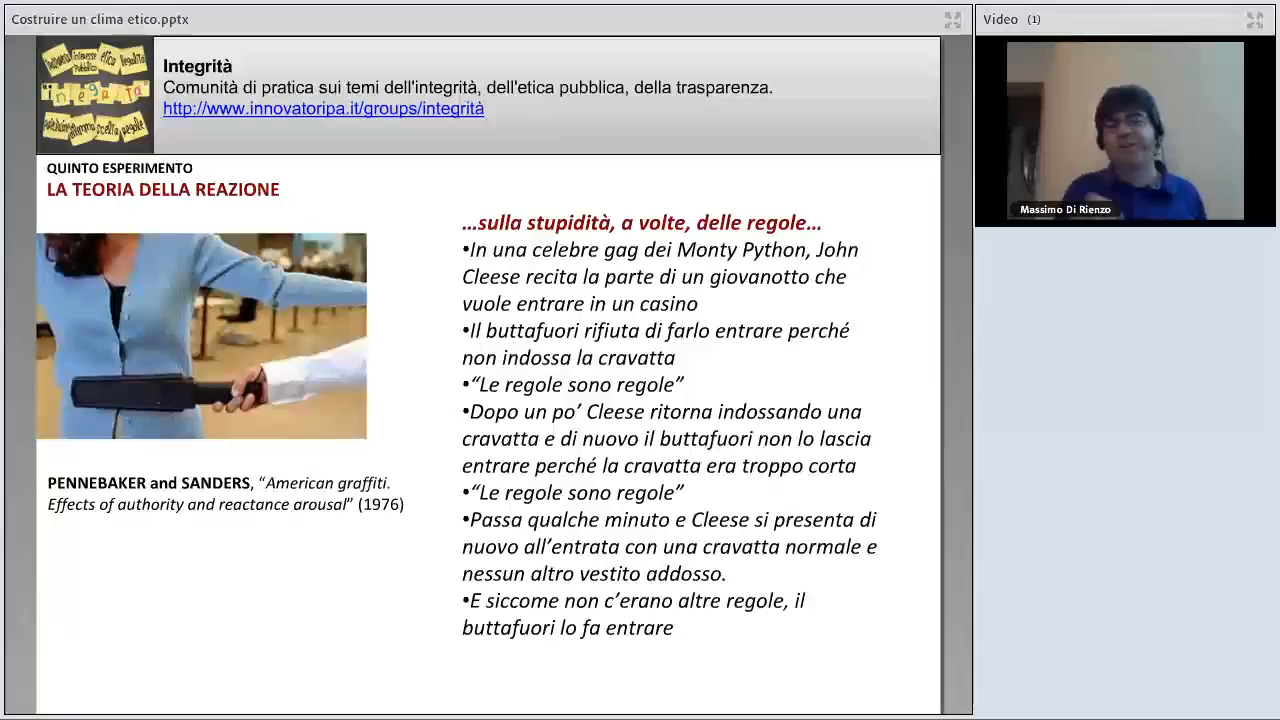 Costruire un clima etico.pptx
Video (1)
Integrità
Comunità di pratica sui temi dell'integrità, dell'etica pubblica, della trasparenza.
http://www.innovatoripa.it/groups/integrità
QUINTO ESPERIMENTO
LA TEORIA DELLA REAZIONE
PENNEBAKER and SANDERS, “American graffiti.
Effects of authority and reactance arousal” (1976)
…sulla stupidità, a volte, delle regole…
•In una celebre gag dei Monty Python, John
Cleese recita la parte di un giovanotto che
vuole entrare in un casino
•Il buttafuori rifiuta di farlo entrare perché
non indossa la cravatta
•“Le regole sono regole”
•Dopo un po’ Cleese ritorna indossando una
cravatta e di nuovo il buttafuori non lo lascia
entrare perché la cravatta era troppo corta
•“Le regole sono regole”
•Passa qualche minuto e Cleese si presenta di
nuovo all’entrata con una cravatta normale e
nessun altro vestito addosso.
•E siccome non c’erano altre regole, il
buttafuori lo fa entrare
Massimo Di Rienzo